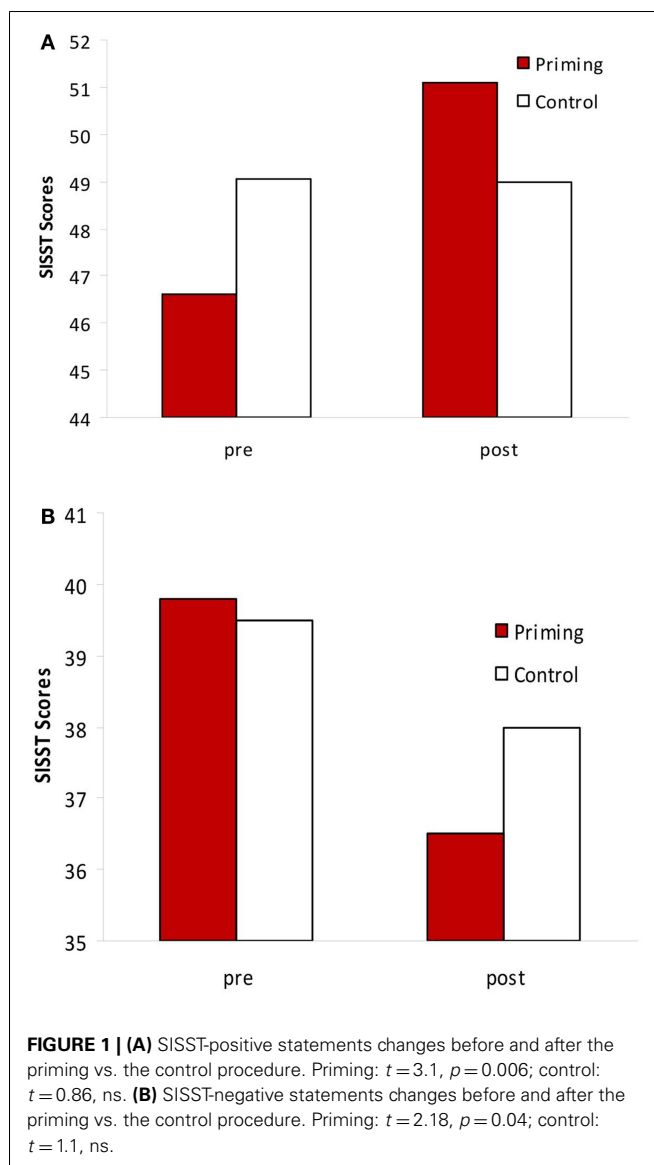 A
52
51
50
49
48
47
46
45
44
SISST Scores
Priming
Control
pre post
B
41
40
39
38
37
36
35
SISST Scores
Priming
Control
pre post
FIGURE 1 | (A) SISST-positive statements changes before and after the
priming vs. the control procedure. Priming: t = 3.1, p = 0.006; control:
t = 0.86, ns. (B) SISST-negative statements changes before and after the
priming vs. the control procedure. Priming: t = 2.18, p = 0.04; control:
t = 1.1, ns.